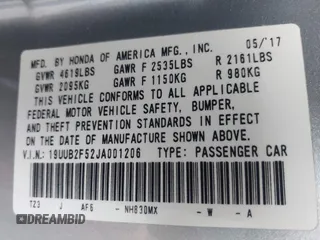 MFD. BY HONDA OF AMERICA MFG., INC. 05/'17
GVWR 4619LBS GAWR F 2535LBS R 2161LBS
GVWR 2095KG GAWR F 1150KG R 980KG
THIS VEHICLE CONFORMS TO ALL APPLICABLE
FEDERAL MOTOR VEHICLE SAFETY, BUMPER,
AND THEFT PREVENTION STANDARDS IN EFFECT
ON THE DATE OF MANUFACTURE SHOWN ABOVE.
V.I.N.: 19UUB2F52JA001206 TYPE: PASSENGER CAR
T23 J AF6 - NH830MX - W - A
DREAMBID